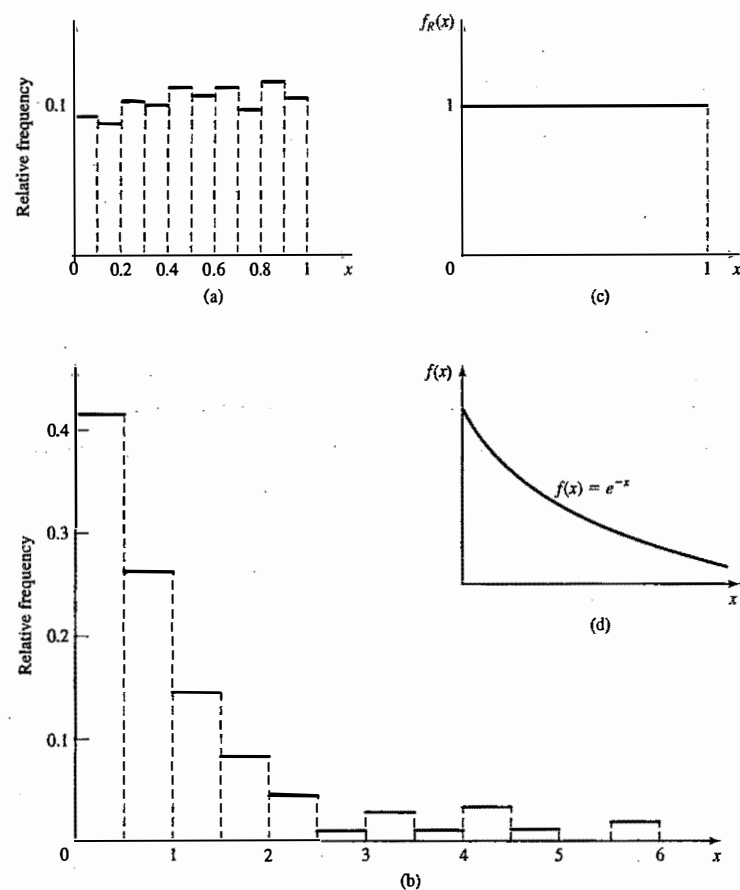 Relative frequency
0.1
0 0.2 0.4 0.6 0.8 1 x
(a)
f_R(x)
1
0 1 x
(c)
Relative frequency
0.4
0.3
0.2
0.1
0 1 2 3 4 5 6 x
(b)
f(x)
f(x) = e^{-x}
x
(d)